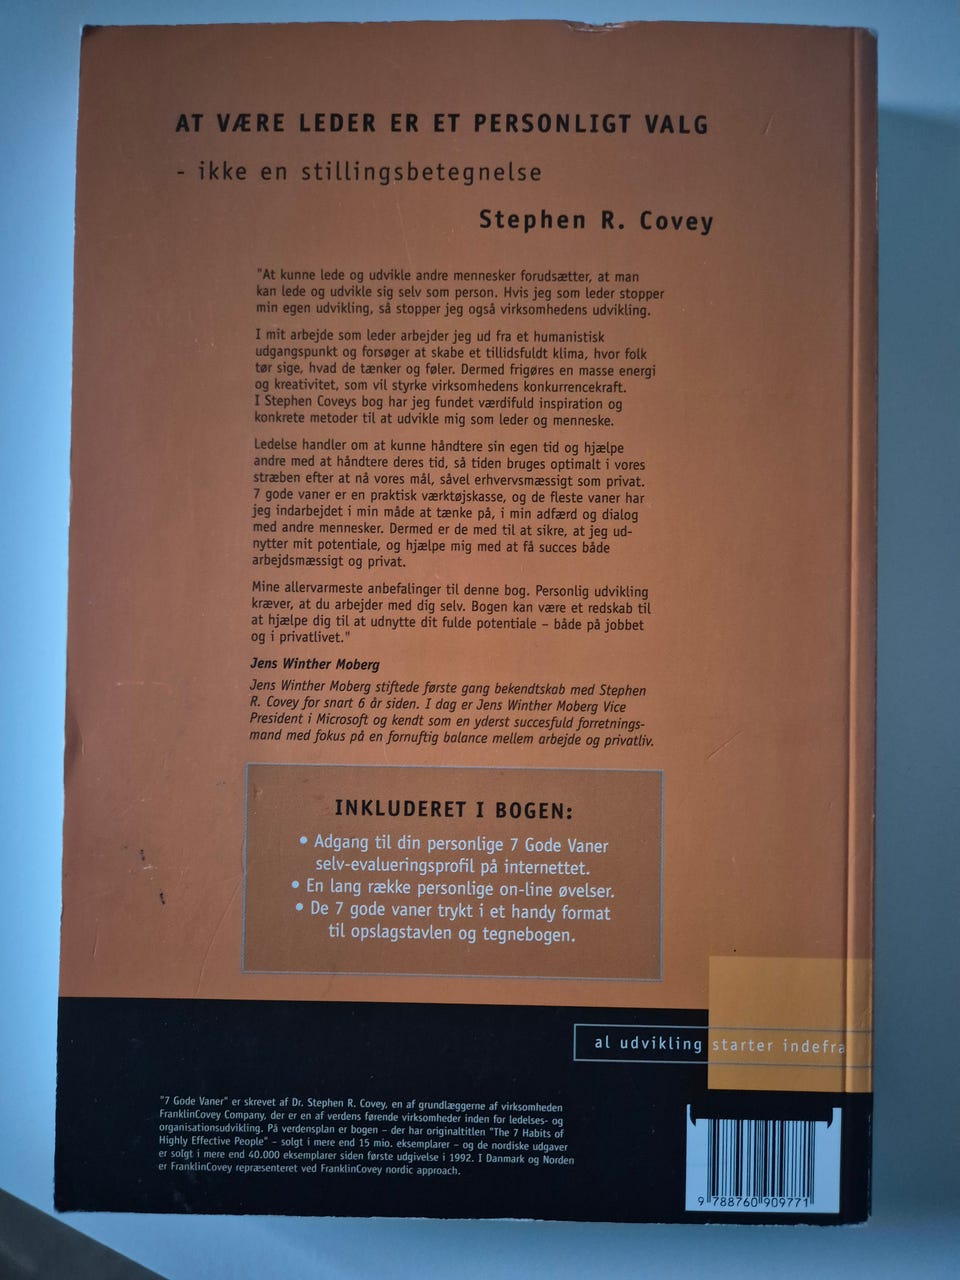 AT VÆRE LEDER ER ET PERSONLIGT VALG
- ikke en stillingsbetegnelse
Stephen R. Covey
"At kunne lede og udvikle andre mennesker forudsætter, at man
kan lede og udvikle sig selv som person. Hvis jeg som leder stopper
min egen udvikling, så stopper jeg også virksomhedens udvikling.
I mit arbejde som leder arbejder jeg ud fra et humanistisk
udgangspunkt og forsøger at skabe et tillidsfuldt klima, hvor folk
tør sige, hvad de tænker og føler. Dermed frigøres en masse energi
og kreativitet, som vil styrke virksomhedens konkurrencekraft.
I Stephen Coveys bog har jeg fundet værdifuld inspiration og
konkrete metoder til at udvikle mig som leder og menneske.
Ledelse handler om at kunne håndtere sin egen tid og hjælpe
andre med at håndtere deres tid, så tiden bruges optimalt i vores
stræben efter at nå vores mål, såvel erhvervsmæssigt som privat.
7 gode vaner er en praktisk værktøjskasse, og de fleste vaner har
jeg indarbejdet i min måde at tænke på, i min adfærd og dialog
med andre mennesker. Dermed er de med til at sikre, at jeg ud-
nytter mit potentiale, og hjælpe mig med at få succes både
arbejdsmæssigt og privat.
Mine allervarmeste anbefalinger til denne bog. Personlig udvikling
kræver, at du arbejder med dig selv. Bogen kan være et redskab til
at hjælpe dig til at udnytte dit fulde potentiale – både på jobbet
og i privatlivet."
Jens Winther Moberg
Jens Winther Moberg stiftede første gang bekendtskab med Stephen
R. Covey for snart 6 år siden. I dag er Jens Winther Moberg Vice
President i Microsoft og kendt som en yderst succesfuld forretnings-
mand med fokus på en fornuftig balance mellem arbejde og privatliv.
INKLUDERET I BOGEN:
• Adgang til din personlige 7 Gode Vaner
selv-evalueringsprofil på internettet.
• En lang række personlige on-line øvelser.
• De 7 gode vaner trykt i et handy format
til opslagstavlen og tegnebogen.
al udvikling starter indefra
"7 Gode Vaner" er skrevet af Dr. Stephen R. Covey, en af grundlæggerne af virksomheden
FranklinCovey Company, der er en af verdens førende virksomheder inden for ledelses- og
organisationsudvikling. På verdensplan er bogen – der har originaltitlen "The 7 Habits of
Highly Effective People" – solgt i mere end 15 mio. eksemplarer – og de nordiske udgaver
er solgt i mere end 40.000 eksemplarer siden første udgivelse i 1992. I Danmark og Norden
er FranklinCovey repræsenteret ved FranklinCovey nordic approach.
9 788760 909771